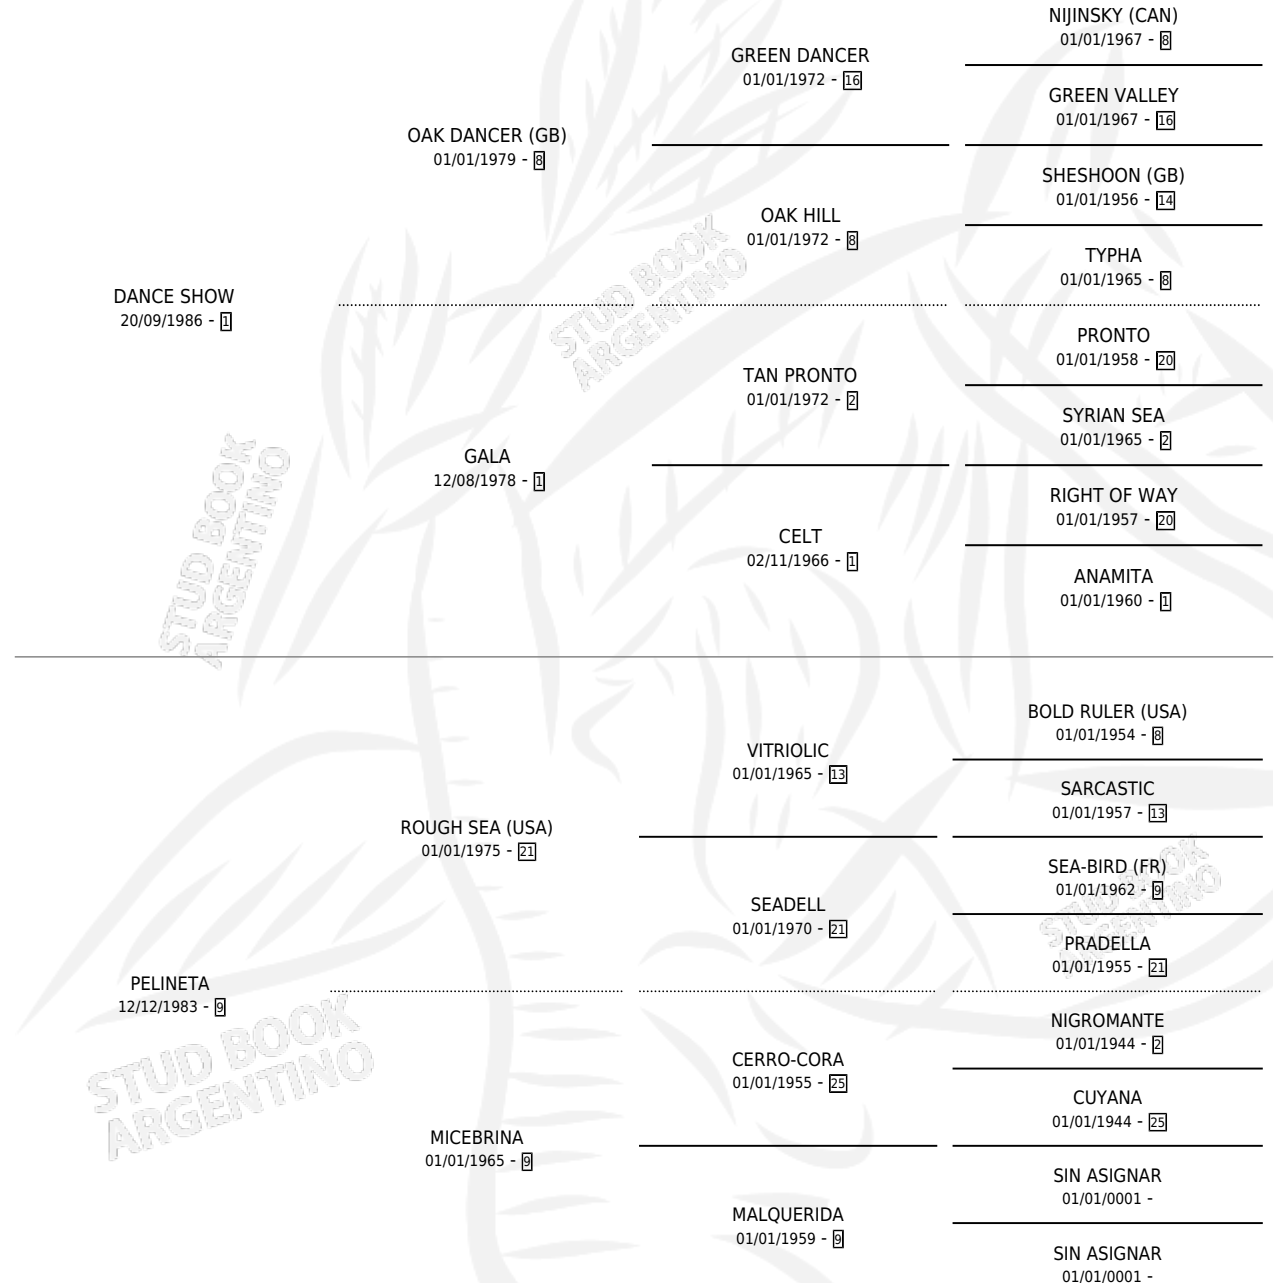 NIJINSKY (CAN)
01/01/1967 - 8
GREEN DANCER
01/01/1972 - 16
GREEN VALLEY
01/01/1967 - 16
OAK DANCER (GB)
01/01/1979 - 8
SHESHOON (GB)
01/01/1956 - 14
OAK HILL
01/01/1972 - 8
TYPHA
01/01/1965 - 8
DANCE SHOW
20/09/1986 - 1
PRONTO
01/01/1958 - 20
TAN PRONTO
01/01/1972 - 2
SYRIAN SEA
01/01/1965 - 2
GALA
12/08/1978 - 1
RIGHT OF WAY
01/01/1957 - 20
CELT
02/11/1966 - 1
ANAMITA
01/01/1960 - 1
BOLD RULER (USA)
01/01/1954 - 8
VITRIOLIC
01/01/1965 - 13
SARCASTIC
01/01/1957 - 13
ROUGH SEA (USA)
01/01/1975 - 21
SEA-BIRD (FR)
01/01/1962 - 9
SEADELL
01/01/1970 - 21
PRADELLA
01/01/1955 - 21
PELINETA
12/12/1983 - 9
NIGROMANTE
01/01/1944 - 2
CERRO-CORA
01/01/1955 - 25
CUYANA
01/01/1944 - 25
MICEBRINA
01/01/1965 - 9
SIN ASIGNAR
01/01/0001 -
MALQUERIDA
01/01/1959 - 9
SIN ASIGNAR
01/01/0001 -
STUD BOOK
ARGENTINO
STUD BOOK
ARGENTINO
STUD BOOK
ARGENTINO
STUD BOOK
ARGENTINO